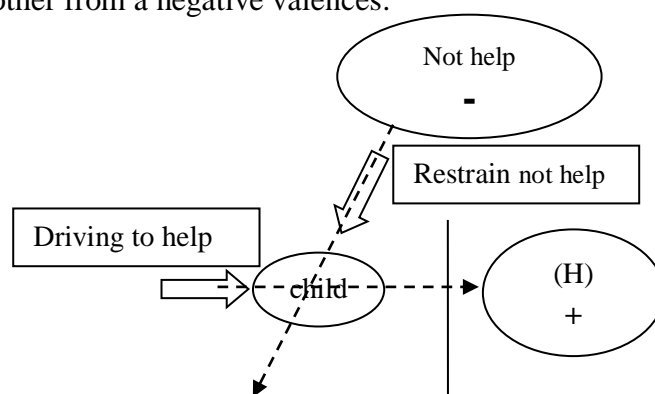 other from a negative valences.
Not help
-
Restrain not help
Driving to help
child
(H)
+